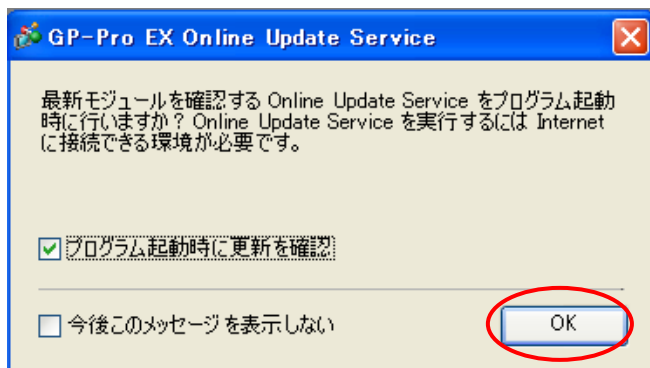 GP-Pro EX Online Update Service
最新モジュールを確認する Online Update Service をプログラム起動
時に行いますか？ Online Update Service を実行するには Internet
に接続できる環境が必要です。
プログラム起動時に更新を確認
今後このメッセージを表示しない
OK